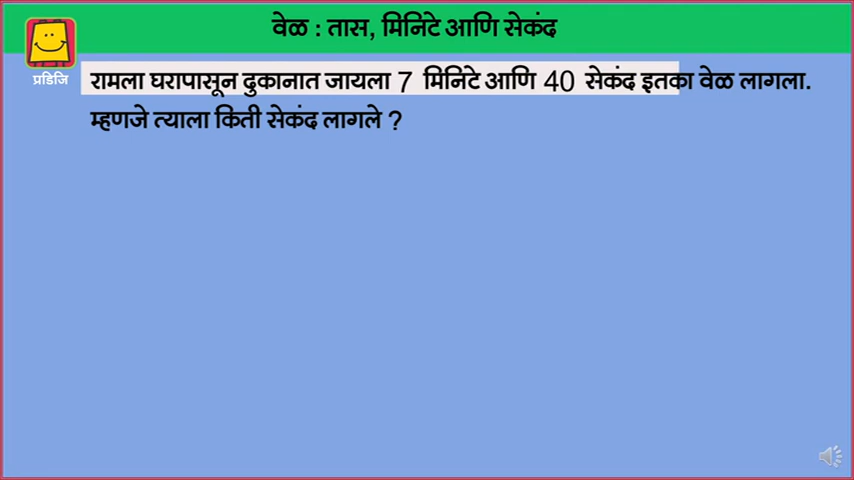 वेळ : तास, मिनिटे आणि सेकंद
प्रडिजि
रामला घरापासून दुकानात जायला 7 मिनिटे आणि 40 सेकंद इतका वेळ लागला.
म्हणजे त्याला किती सेकंद लागले ?